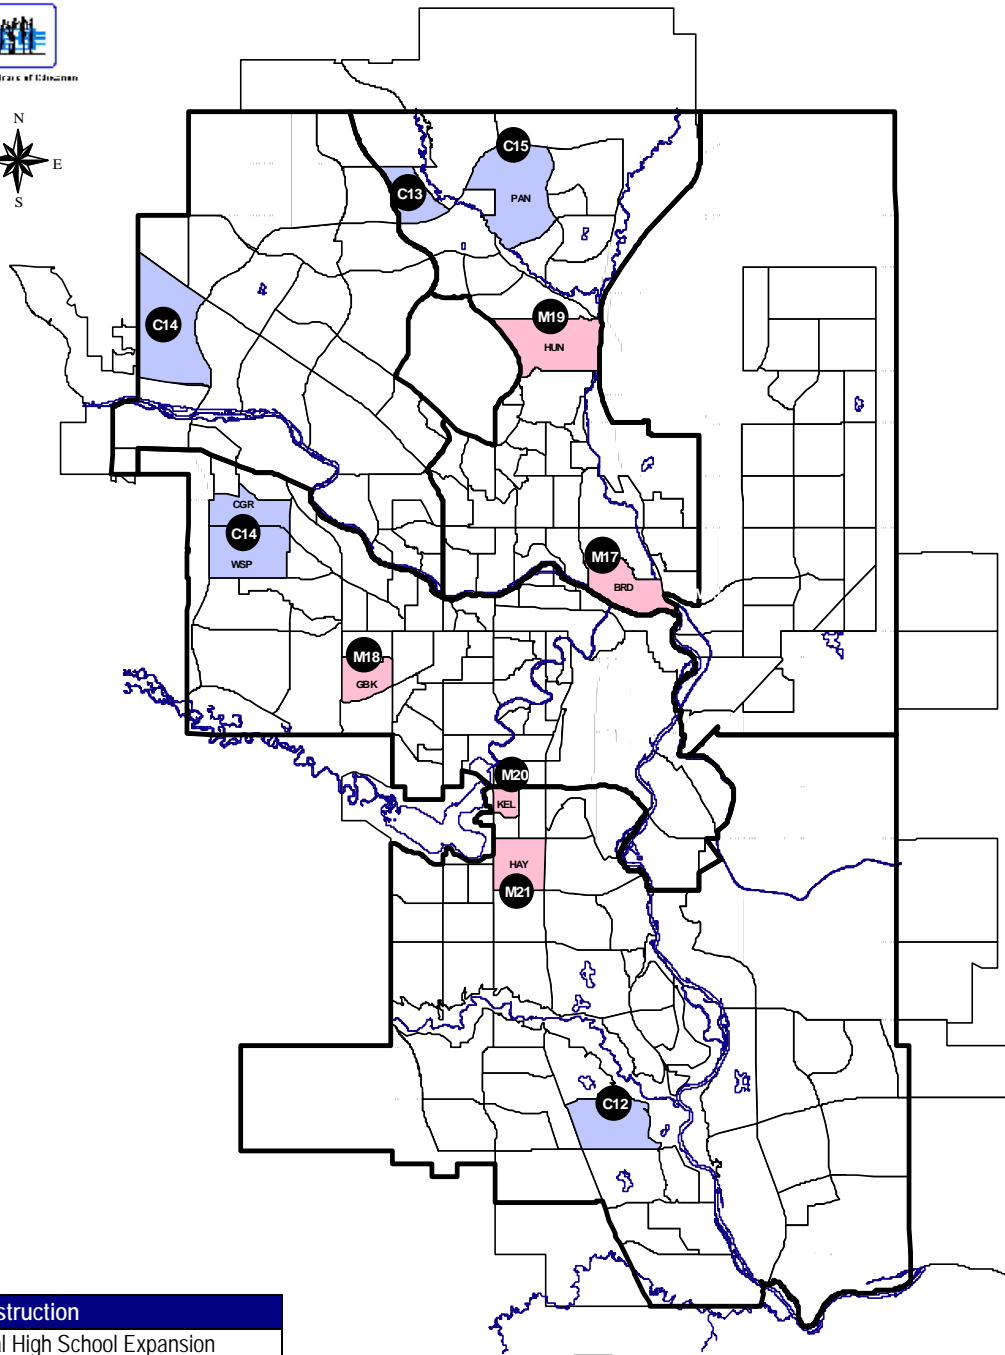 N
E
S
C15
C13
PAN
C14
M19
HUN
CGR
C14
WSP
M17
BRD
M18
GBK
M20
KEL
HAY
M21
C12
struction
al High School Expansion